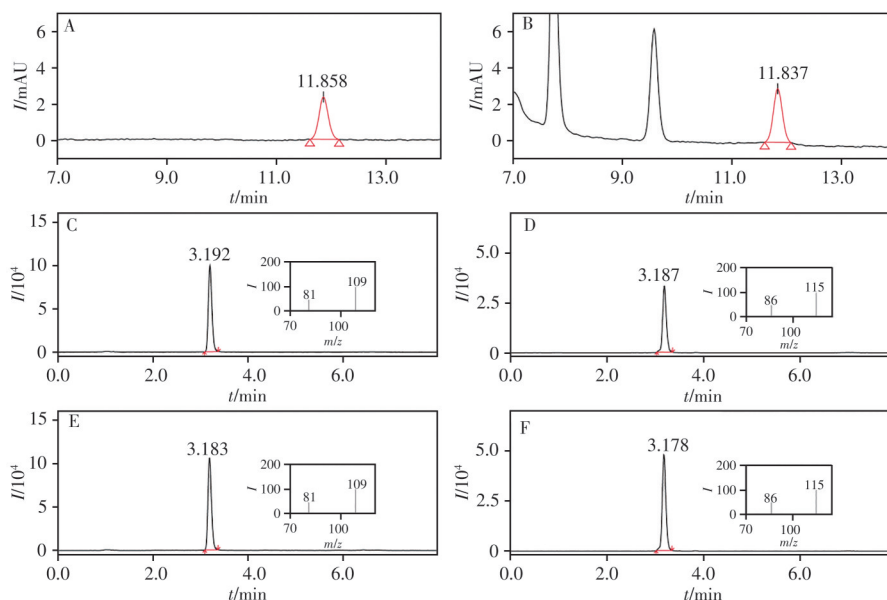 A
I/mAU
6
4
2
0
11.858
7.0 9.0 11.0 13.0
t/min
B
I/mAU
6
4
2
0
11.837
7.0 9.0 11.0 13.0
t/min
C
I/10⁴
15
10
5
0
3.192
I
200
100
0
81 109
70 100
m/z
0.0 2.0 4.0 6.0
t/min
D
I/10⁴
5.0
2.5
0
3.187
I
200
100
0
86 115
70 100
m/z
0.0 2.0 4.0 6.0
t/min
E
I/10⁴
15
10
5
0
3.183
I
200
100
0
81 109
70 100
m/z
0.0 2.0 4.0 6.0
t/min
F
I/10⁴
5.0
2.5
0
3.178
I
200
100
0
86 115
70 100
m/z
0.0 2.0 4.0 6.0
t/min